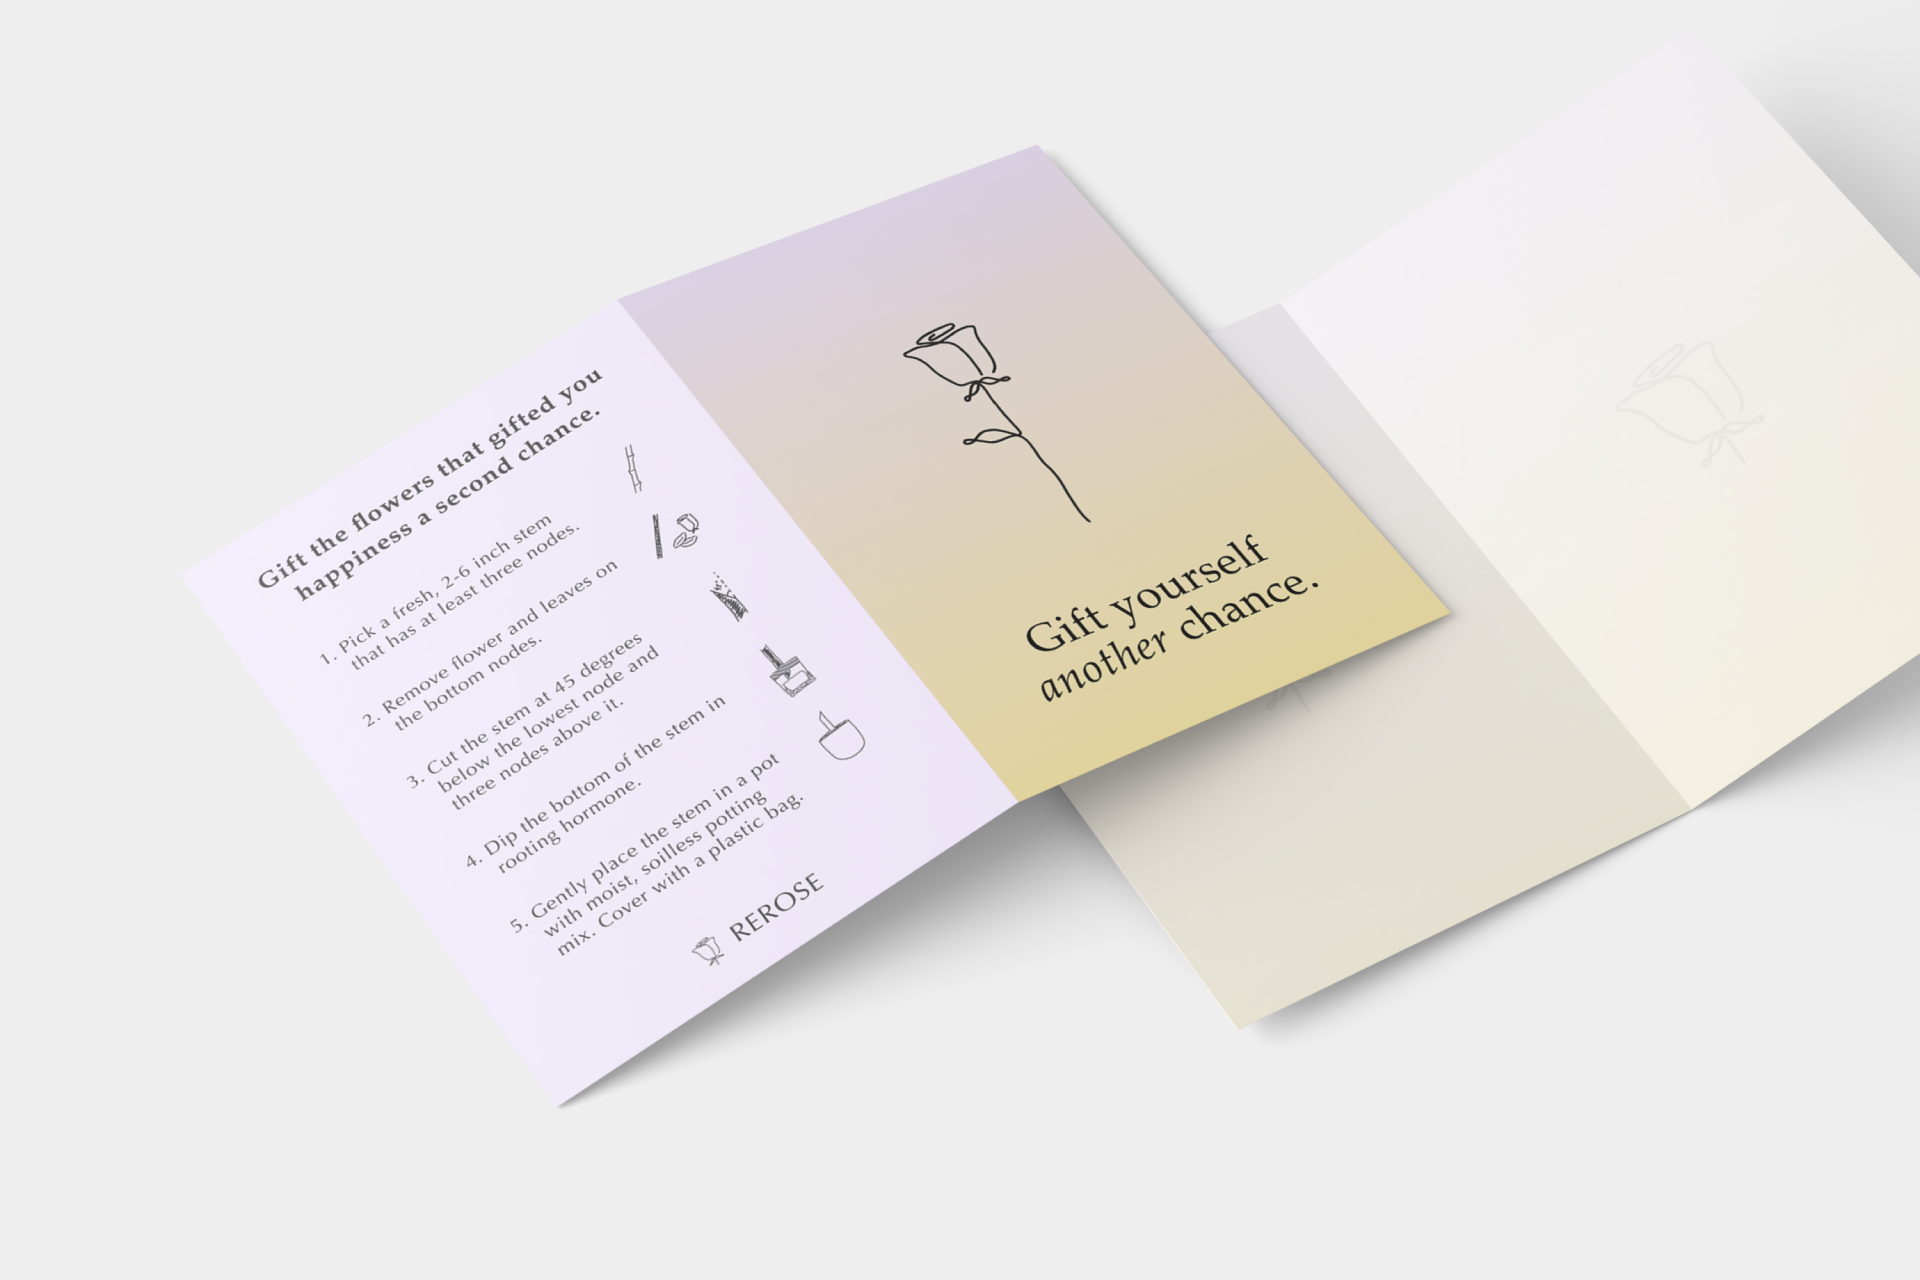 Gift the flowers that gifted you
happiness a second chance.
1. Pick a fresh, 2-6 inch stem
that has at least three nodes.
2. Remove flower and leaves on
the bottom nodes.
3. Cut the stem at 45 degrees
below the lowest node and
three nodes above it.
4. Dip the bottom of the stem in
rooting hormone.
5. Gently place the stem in a pot
with moist, soilless potting
mix. Cover with a plastic bag.
REROSE
Gift yourself
another chance.